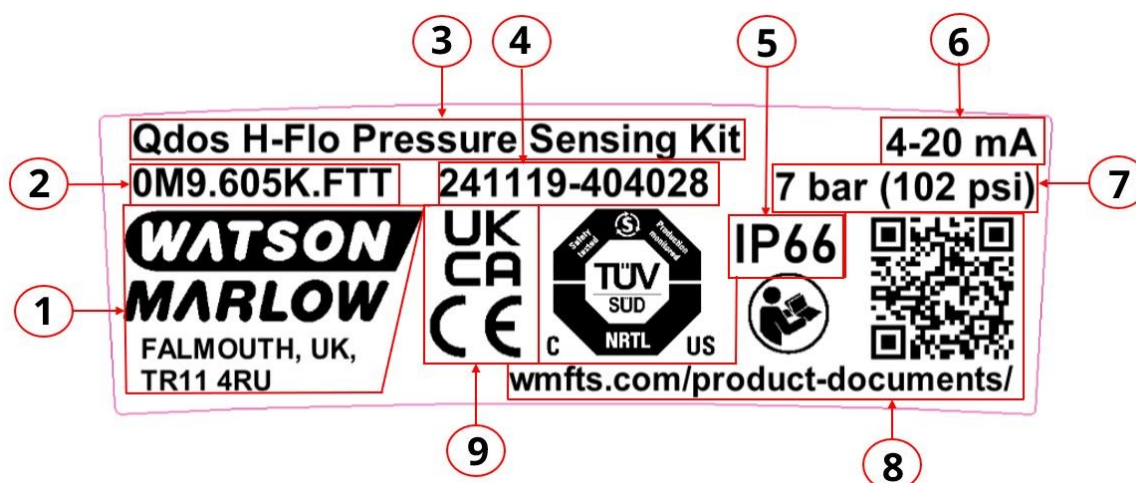 3
4
5
6
Qdos H-Flo Pressure Sensing Kit
4-20 mA
2
0M9.605K.FTT
241119-404028
7 bar (102 psi)
7
WATSON
MARLOW
1
FALMOUTH, UK,
TR11 4RU
UK
CA
CE
Safety
tested
S
Production
monitored
TÜV
SÜD
NRTL
C
US
IP66
wmfts.com/product-documents/
9
8